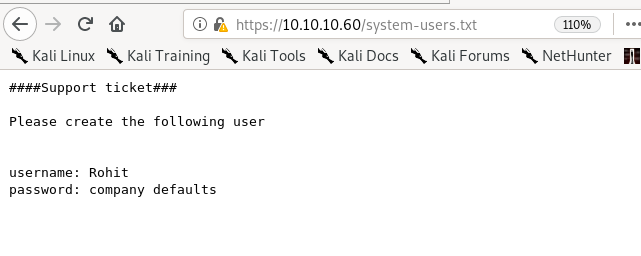 https://10.10.10.60/system-users.txt 110%
Kali Linux Kali Training Kali Tools Kali Docs Kali Forums NetHunter
####Support ticket###
Please create the following user
username: Rohit
password: company defaults